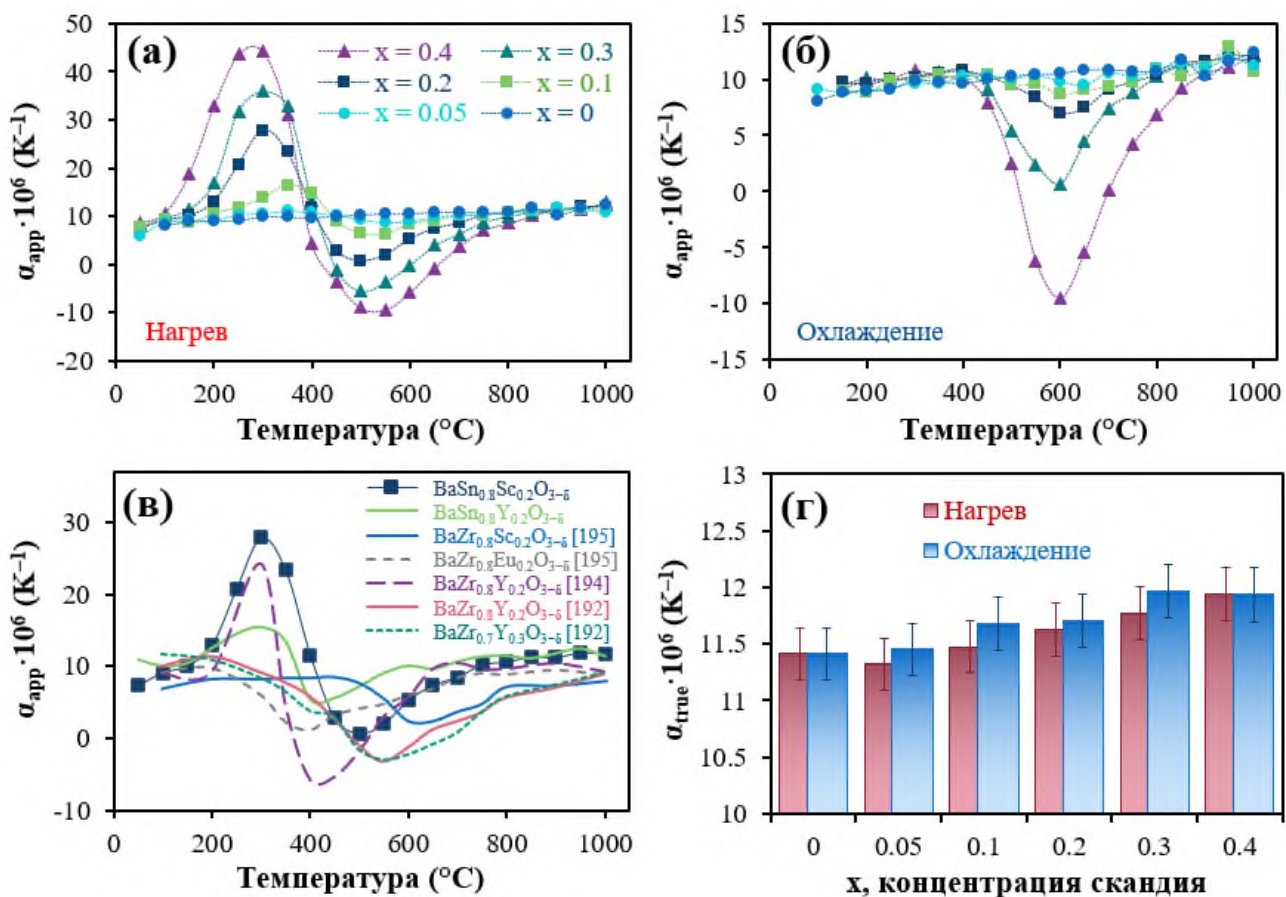 (а)
x = 0.4
x = 0.3
x = 0.2
x = 0.1
x = 0.05
x = 0
Нагрев
50
40
30
20
10
0
-10
-20
α_app·10⁶ (K⁻¹)
0 200 400 600 800 1000
Температура (°C)
(б)
Охлаждение
15
10
5
0
-5
-10
-15
α_app·10⁶ (K⁻¹)
0 200 400 600 800 1000
Температура (°C)
(в)
BaSn₀.₈Sc₀.₂O₃₋δ
BaSn₀.₈Y₀.₂O₃₋δ
BaZr₀.₈Sc₀.₂O₃₋δ [195]
BaZr₀.₈Eu₀.₂O₃₋δ [195]
BaZr₀.₈Y₀.₂O₃₋δ [194]
BaZr₀.₈Y₀.₂O₃₋δ [192]
BaZr₀.₇Y₀.₃O₃₋δ [192]
30
20
10
0
-10
α_app·10⁶ (K⁻¹)
0 200 400 600 800 1000
Температура (°C)
(г)
Нагрев
Охлаждение
13
12.5
12
11.5
11
10.5
10
α_true·10⁶ (K⁻¹)
0 0.05 0.1 0.2 0.3 0.4
x, концентрация скандия